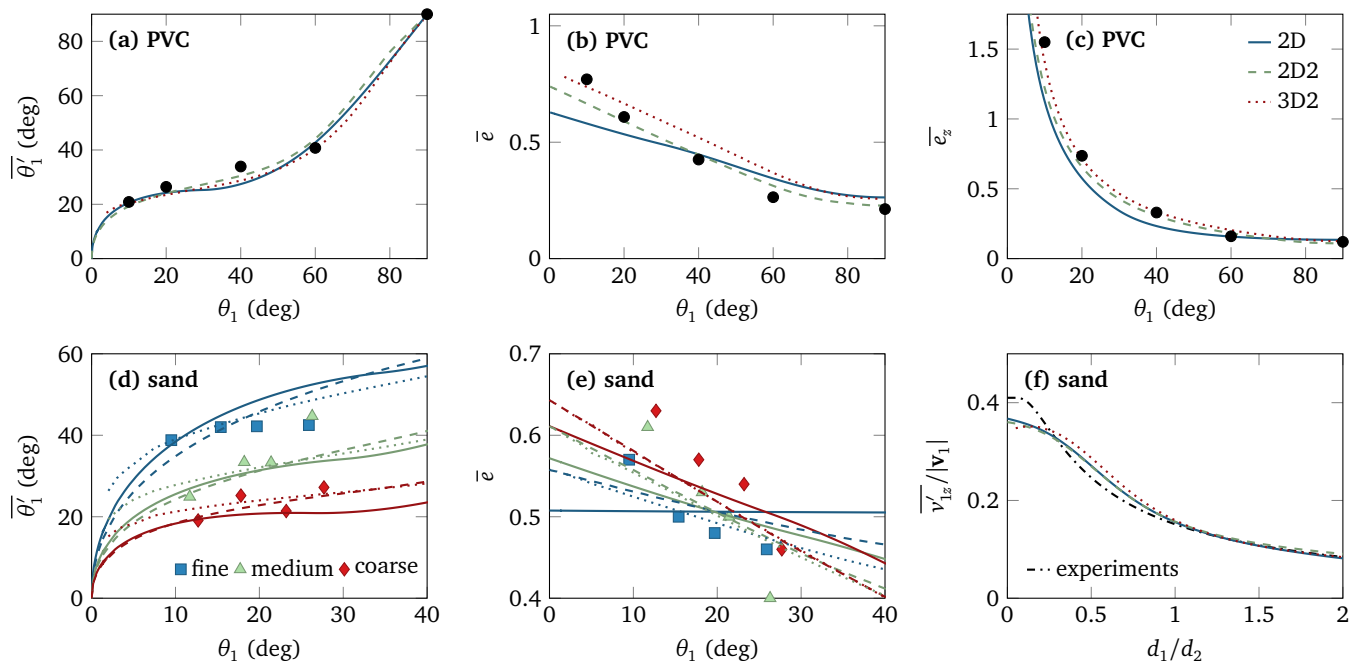 (a) PVC
80
60
40
20
0
0 20 40 60 80
θ₁ (deg)
θ₁′ (deg)
(b) PVC
1
0.5
0
0 20 40 60 80
θ₁ (deg)
e
(c) PVC
2D
2D2
3D2
1.5
1
0.5
0
0 20 40 60 80
θ₁ (deg)
e_z
(d) sand
60
40
20
0
fine medium coarse
0 10 20 30 40
θ₁ (deg)
θ₁′ (deg)
(e) sand
0.7
0.6
0.5
0.4
0 10 20 30 40
θ₁ (deg)
e
(f) sand
0.4
0.2
0
experiments
0 0.5 1 1.5 2
d₁/d₂
v′₁z/|v₁|